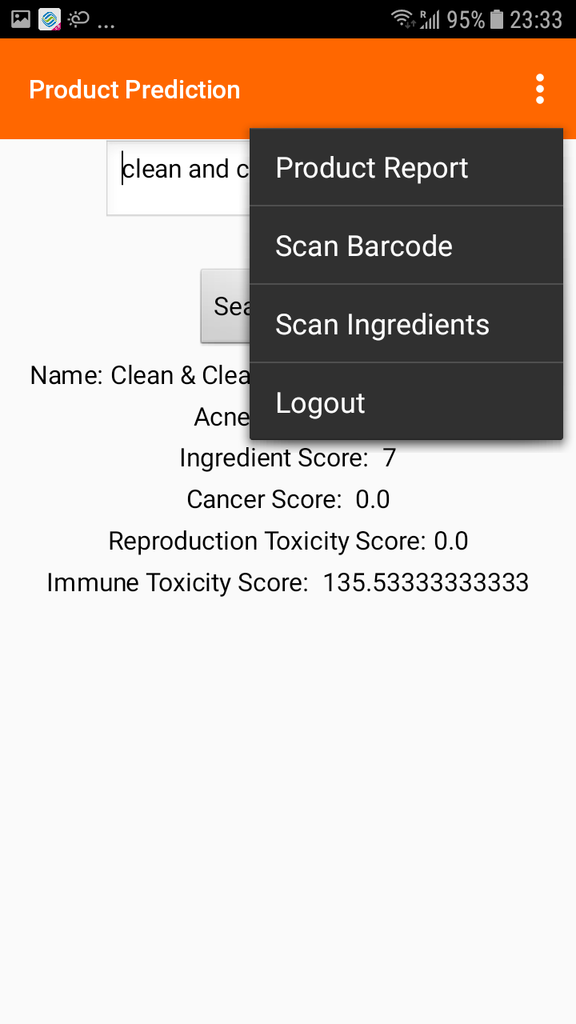 95% 23:33
Product Prediction
clean and c
Product Report
Scan Barcode
Sea
Scan Ingredients
Name: Clean & Clea
Logout
Acne
Ingredient Score: 7
Cancer Score: 0.0
Reproduction Toxicity Score: 0.0
Immune Toxicity Score: 135.53333333333